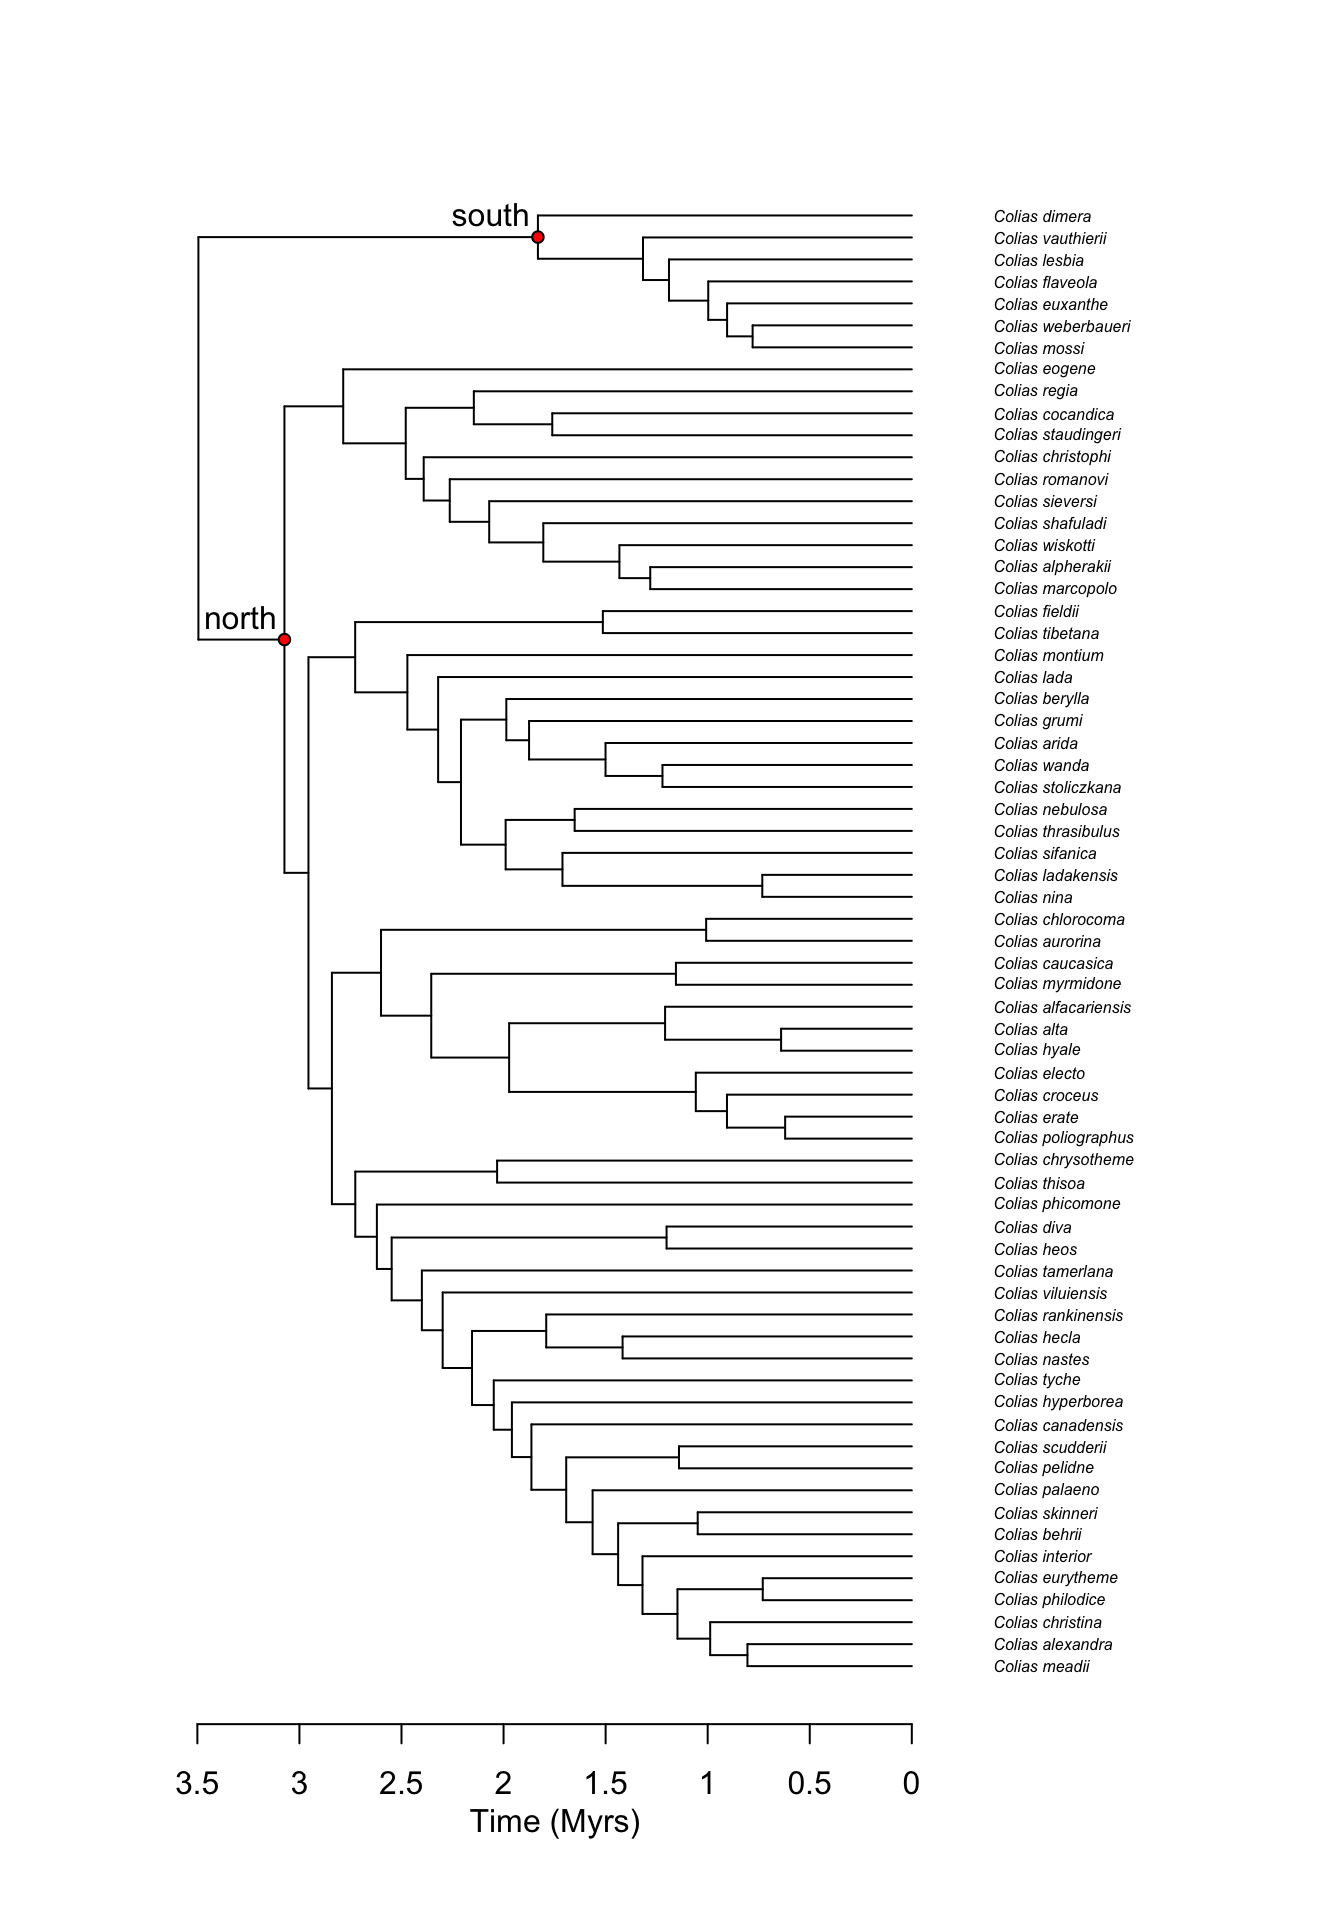 south
Colias dimera
Colias vauthierii
Colias lesbia
Colias flaveola
Colias euxanthe
Colias weberbaueri
Colias mossi
Colias eogene
Colias regia
Colias cocandica
Colias staudingeri
Colias christophi
Colias romanovi
Colias sieversi
Colias shafuladi
Colias wiskotti
Colias alpherakii
Colias marcopolo
north
Colias fieldii
Colias tibetana
Colias montium
Colias lada
Colias berylla
Colias grumi
Colias arida
Colias wanda
Colias stoliczkana
Colias nebulosa
Colias thrasibulus
Colias sifanica
Colias ladakensis
Colias nina
Colias chlorocoma
Colias aurorina
Colias caucasica
Colias myrmidone
Colias alfacariensis
Colias alta
Colias hyale
Colias electo
Colias croceus
Colias erate
Colias poliographus
Colias chrysotheme
Colias thisoa
Colias phicomone
Colias diva
Colias heos
Colias tamerlana
Colias viluiensis
Colias rankinensis
Colias hecla
Colias nastes
Colias tyche
Colias hyperborea
Colias canadensis
Colias scudderii
Colias pelidne
Colias palaeno
Colias skinneri
Colias behrii
Colias interior
Colias eurytheme
Colias philodice
Colias christina
Colias alexandra
Colias meadii
3.5 3 2.5 2 1.5 1 0.5 0
Time (Myrs)